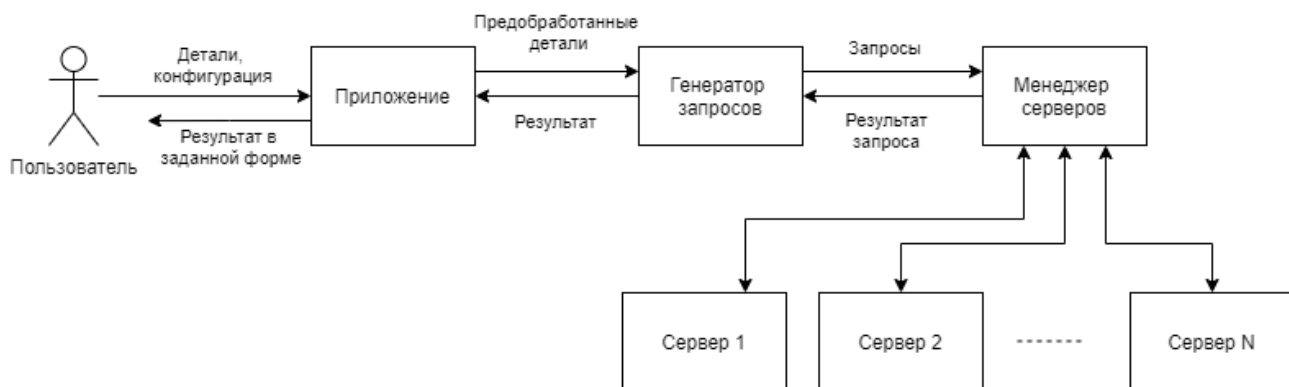 Детали,
конфигурация
Результат в
заданной форме
Пользователь
Приложение
Предобработанные
детали
Результат
Генератор
запросов
Запросы
Результат
запроса
Менеджер
серверов
Сервер 1
Сервер 2
Сервер N